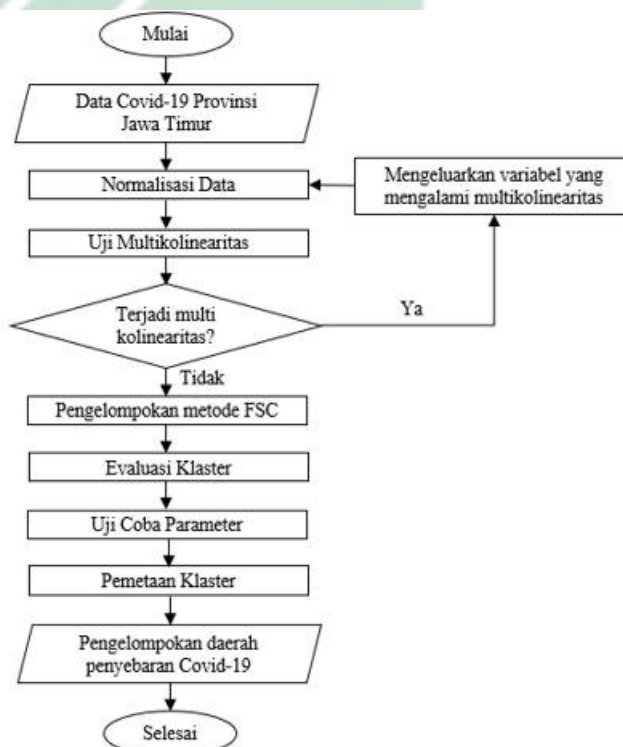 Mulai
Data Covid-19 Provinsi
Jawa Timur
Normalisasi Data
Mengeluarkan variabel yang
mengalami multikolinearitas
Uji Multikolinearitas
Terjadi multi
kolinearitas?
Ya
Tidak
Pengelompokan metode FSC
Evaluasi Klaster
Uji Coba Parameter
Pemetaan Klaster
Pengelompokan daerah
penyebaran Covid-19
Selesai